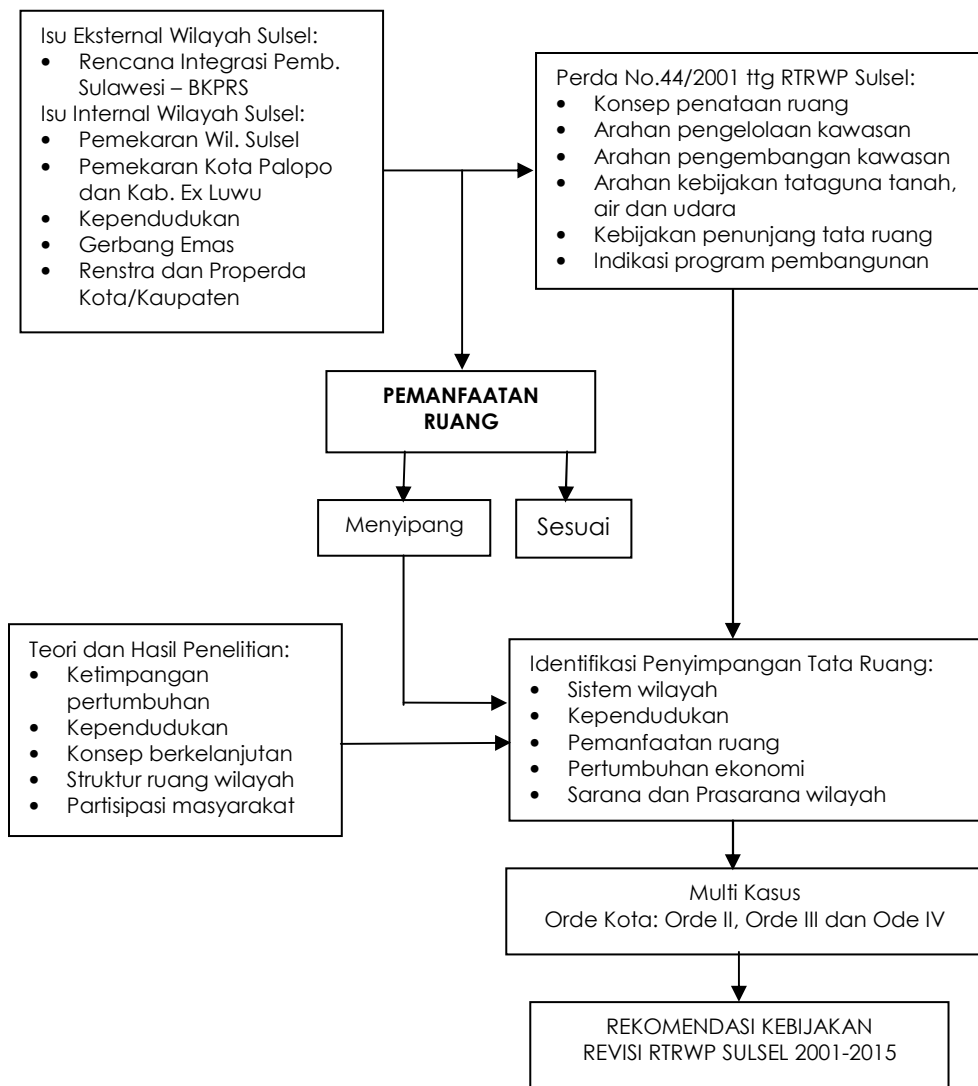 Isu Eksternal Wilayah Sulsel:
• Rencana Integrasi Pemb.
Sulawesi – BKPRS
Isu Internal Wilayah Sulsel:
• Pemekaran Wil. Sulsel
• Pemekaran Kota Palopo
dan Kab. Ex Luwu
• Kependudukan
• Gerbang Emas
• Renstra dan Properda
Kota/Kaupaten
Perda No.44/2001 ttg RTRWP Sulsel:
• Konsep penataan ruang
• Arahan pengelolaan kawasan
• Arahan pengembangan kawasan
• Arahan kebijakan tataguna tanah,
air dan udara
• Kebijakan penunjang tata ruang
• Indikasi program pembangunan
PEMANFAATAN
RUANG
Menyipang
Sesuai
Teori dan Hasil Penelitian:
• Ketimpangan
pertumbuhan
• Kependudukan
• Konsep berkelanjutan
• Struktur ruang wilayah
• Partisipasi masyarakat
Identifikasi Penyimpangan Tata Ruang:
• Sistem wilayah
• Kependudukan
• Pemanfaatan ruang
• Pertumbuhan ekonomi
• Sarana dan Prasarana wilayah
Multi Kasus
Orde Kota: Orde II, Orde III dan Ode IV
REKOMENDASI KEBIJAKAN
REVISI RTRWP SULSEL 2001-2015